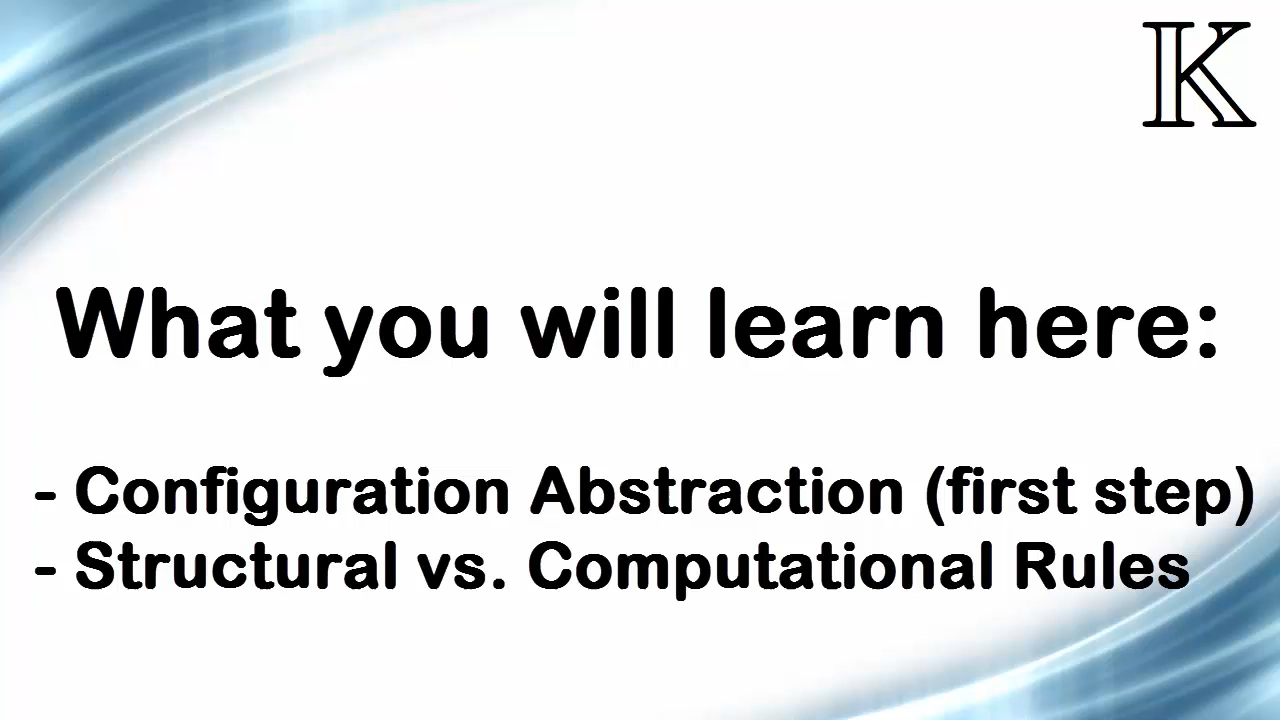 K
What you will learn here:
- Configuration Abstraction (first step)
- Structural vs. Computational Rules